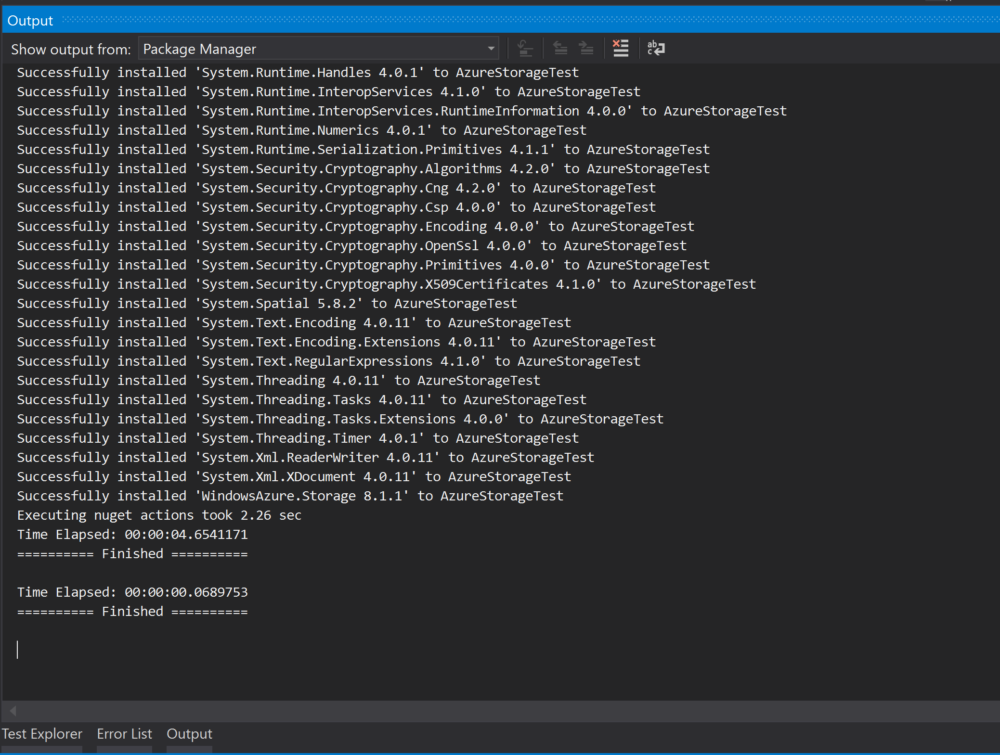 Output
Show output from: Package Manager
Successfully installed 'System.Runtime.Handles 4.0.1' to AzureStorageTest
Successfully installed 'System.Runtime.InteropServices 4.1.0' to AzureStorageTest
Successfully installed 'System.Runtime.InteropServices.RuntimeInformation 4.0.0' to AzureStorageTest
Successfully installed 'System.Runtime.Numerics 4.0.1' to AzureStorageTest
Successfully installed 'System.Runtime.Serialization.Primitives 4.1.1' to AzureStorageTest
Successfully installed 'System.Security.Cryptography.Algorithms 4.2.0' to AzureStorageTest
Successfully installed 'System.Security.Cryptography.Cng 4.2.0' to AzureStorageTest
Successfully installed 'System.Security.Cryptography.Csp 4.0.0' to AzureStorageTest
Successfully installed 'System.Security.Cryptography.Encoding 4.0.0' to AzureStorageTest
Successfully installed 'System.Security.Cryptography.OpenSsl 4.0.0' to AzureStorageTest
Successfully installed 'System.Security.Cryptography.Primitives 4.0.0' to AzureStorageTest
Successfully installed 'System.Security.Cryptography.X509Certificates 4.1.0' to AzureStorageTest
Successfully installed 'System.Spatial 5.8.2' to AzureStorageTest
Successfully installed 'System.Text.Encoding 4.0.11' to AzureStorageTest
Successfully installed 'System.Text.Encoding.Extensions 4.0.11' to AzureStorageTest
Successfully installed 'System.Text.RegularExpressions 4.1.0' to AzureStorageTest
Successfully installed 'System.Threading 4.0.11' to AzureStorageTest
Successfully installed 'System.Threading.Tasks 4.0.11' to AzureStorageTest
Successfully installed 'System.Threading.Tasks.Extensions 4.0.0' to AzureStorageTest
Successfully installed 'System.Threading.Timer 4.0.1' to AzureStorageTest
Successfully installed 'System.Xml.ReaderWriter 4.0.11' to AzureStorageTest
Successfully installed 'System.Xml.XDocument 4.0.11' to AzureStorageTest
Successfully installed 'WindowsAzure.Storage 8.1.1' to AzureStorageTest
Executing nuget actions took 2.26 sec
Time Elapsed: 00:00:04.6541171
========== Finished ==========
Time Elapsed: 00:00:00.0689753
========== Finished ==========
Test Explorer Error List Output